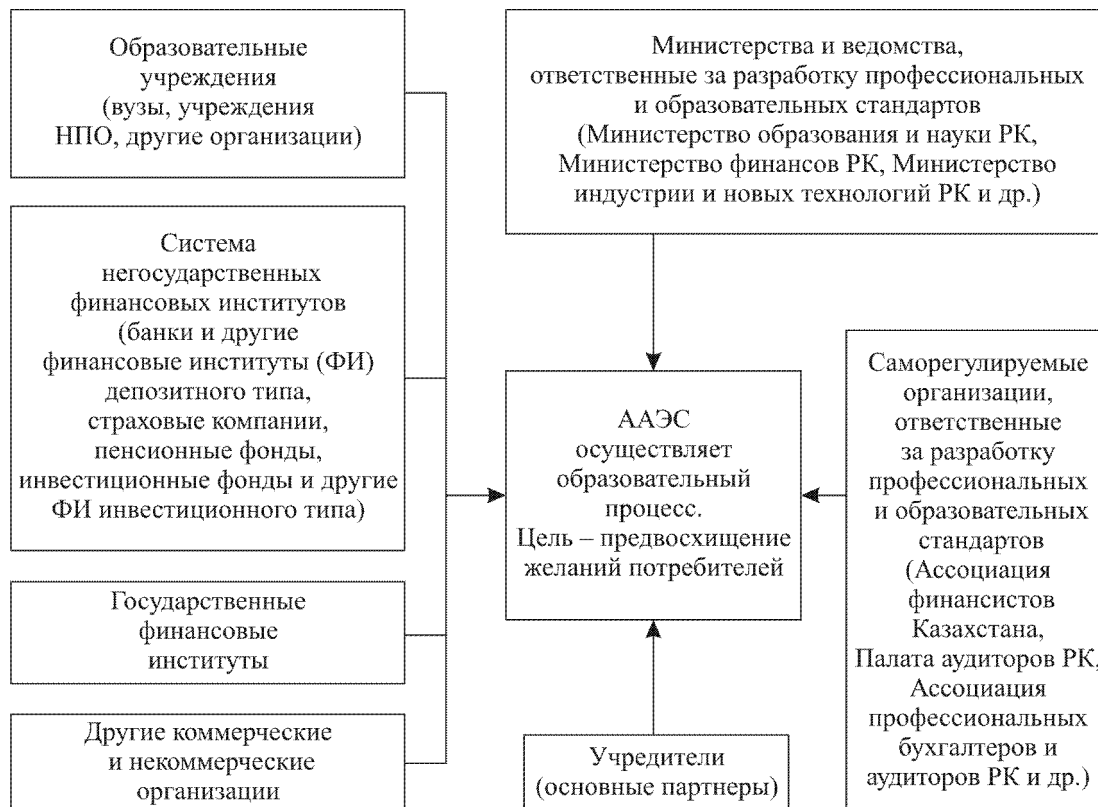 Образовательные
учреждения
(вузы, учреждения
НПО, другие организации)
Система
негосударственных
финансовых институтов
(банки и другие
финансовые институты (ФИ)
депозитного типа,
страховые компании,
пенсионные фонды,
инвестиционные фонды и другие
ФИ инвестиционного типа)
Государственные
финансовые
институты
Другие коммерческие
и некоммерческие
организации
Министерства и ведомства,
ответственные за разработку профессиональных
и образовательных стандартов
(Министерство образования и науки РК,
Министерство финансов РК, Министерство
индустрии и новых технологий РК и др.)
ААЭС
осуществляет
образовательный
процесс.
Цель – предвосхищение
желаний потребителей
Учредители
(основные партнеры)
Саморегулируемые
организации,
ответственные
за разработку
профессиональных
и образовательных
стандартов
(Ассоциация
финансистов
Казахстана,
Палата аудиторов РК,
Ассоциация
профессиональных
бухгалтеров и
аудиторов РК и др.)